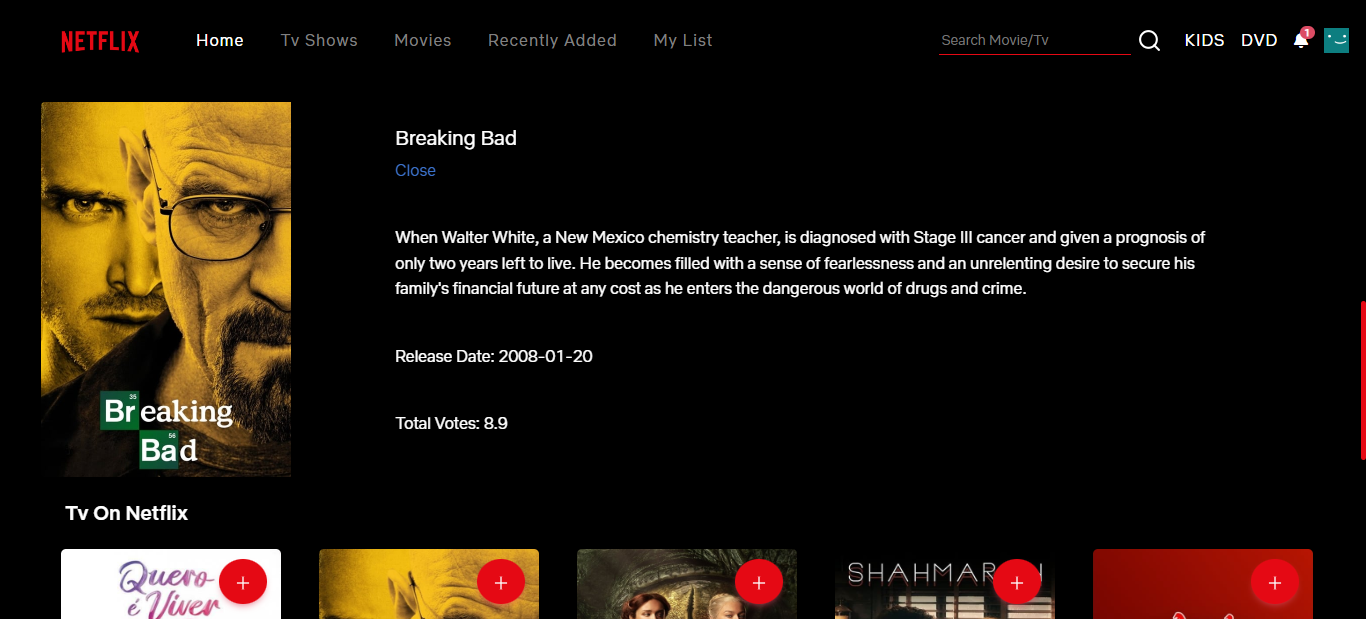 NETFLIX Home Tv Shows Movies Recently Added My List Search Movie/Tv KIDS DVD 1
Breaking Bad
Close
When Walter White, a New Mexico chemistry teacher, is diagnosed with Stage III cancer and given a prognosis of
only two years left to live. He becomes filled with a sense of fearlessness and an unrelenting desire to secure his
family's financial future at any cost as he enters the dangerous world of drugs and crime.
Release Date: 2008-01-20
Total Votes: 8.9
35
Breaking
56
Bad
Tv On Netflix
Quero
é Viver